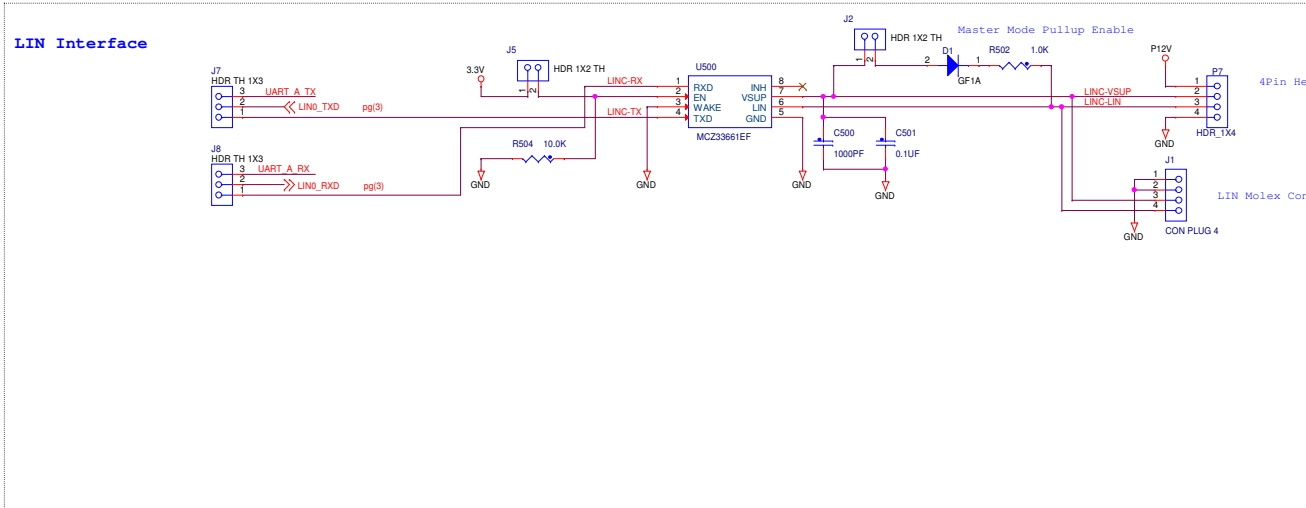 LIN Interface
J7
HDR TH 1X3
3 UART_A_TX
2 LIN0_TXD pg(3)
1
J8
HDR TH 1X3
3 UART_A_RX
2 LIN0_RXD pg(3)
1
3.3V
J5
HDR 1X2 TH
1 2
R504 10.0K
GND
LINC-RX
LINC-TX
GND
U500
1 RXD
2 EN
3 WAKE
4 TXD
INH 8
VSUP 7
LIN 6
GND 5
MCZ33661EF
GND
C500
1000PF
C501
0.1UF
GND
J2
HDR 1X2 TH
1 2
Master Mode Pullup Enable
2 D1 1
GF1A
R502 1.0K
LINC-VSUP
LINC-LIN
P12V
P7
1
2
3
4
HDR_1X4
GND
4Pin He
J1
1
2
3
4
CON PLUG 4
GND
LIN Molex Con